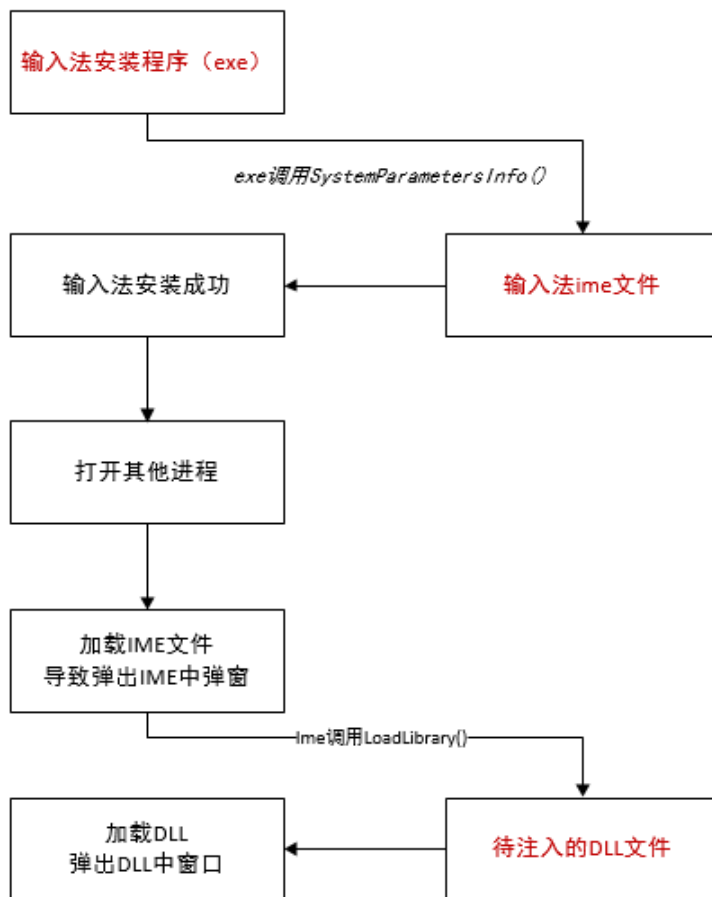 输入法安装程序（exe）
exe调用SystemParametersInfo()
输入法安装成功
输入法ime文件
打开其他进程
加载IME文件
导致弹出IME中弹窗
Ime调用LoadLibrary()
加载DLL
弹出DLL中窗口
待注入的DLL文件